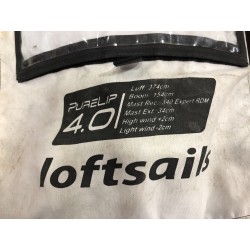 PURELIP
4.0
Luff 374cm
Boom 154cm
Mast Rec 340 Expert RDM
Mast Ext 34cm
High wind +2cm
Light wind -2cm
loftsails